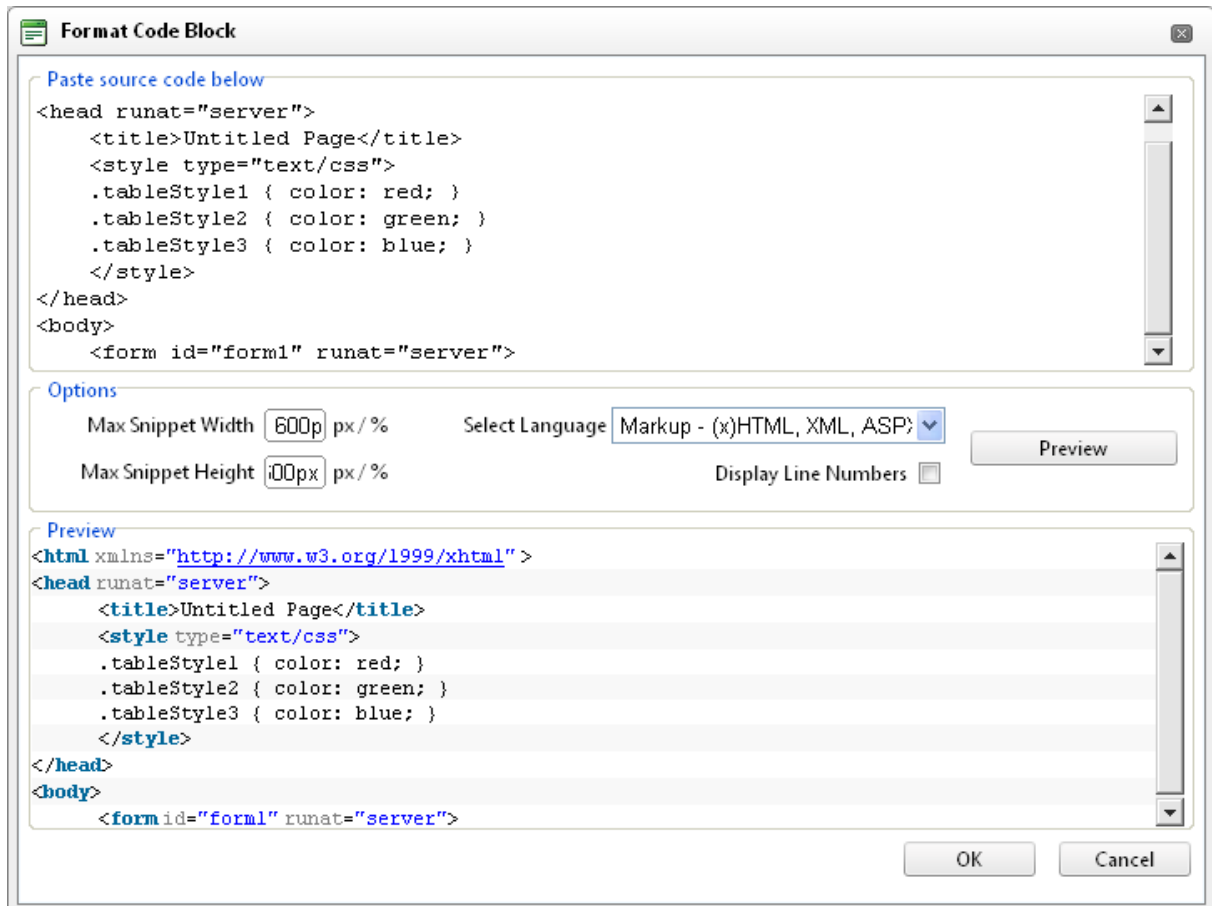 Format Code Block
Paste source code below
<head runat="server">
    <title>Untitled Page</title>
    <style type="text/css">
    .tableStyle1 { color: red; }
    .tableStyle2 { color: green; }
    .tableStyle3 { color: blue; }
    </style>
</head>
<body>
    <form id="form1" runat="server">
Options
Max Snippet Width 600p px / % Select Language Markup - (x)HTML, XML, ASP
Preview
Max Snippet Height 00px px / % Display Line Numbers
Preview
<html xmlns="http://www.w3.org/1999/xhtml" >
<head runat="server">
    <title>Untitled Page</title>
    <style type="text/css">
    .tableStyle1 { color: red; }
    .tableStyle2 { color: green; }
    .tableStyle3 { color: blue; }
    </style>
</head>
<body>
    <form id="form1" runat="server">
OK Cancel